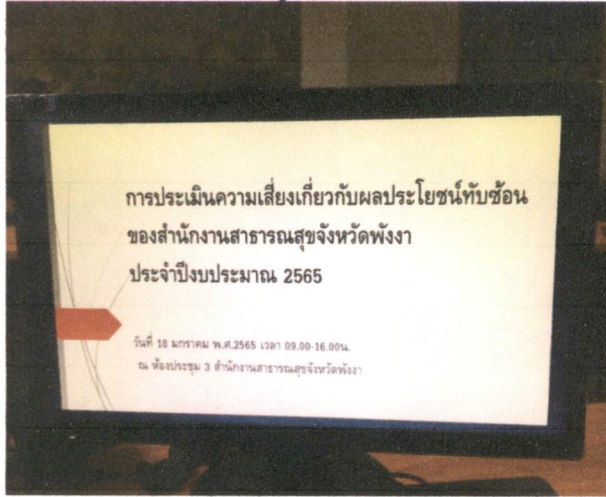 การประเมินความเสี่ยงเกี่ยวกับผลประโยชน์ทับซ้อน
ของสำนักงานสาธารณสุขจังหวัดพังงา
ประจำปีงบประมาณ 2565
วันที่ 18 มกราคม พ.ศ.2565 เวลา 09.00-16.00น.
ณ ห้องประชุม 3 สำนักงานสาธารณสุขจังหวัดพังงา